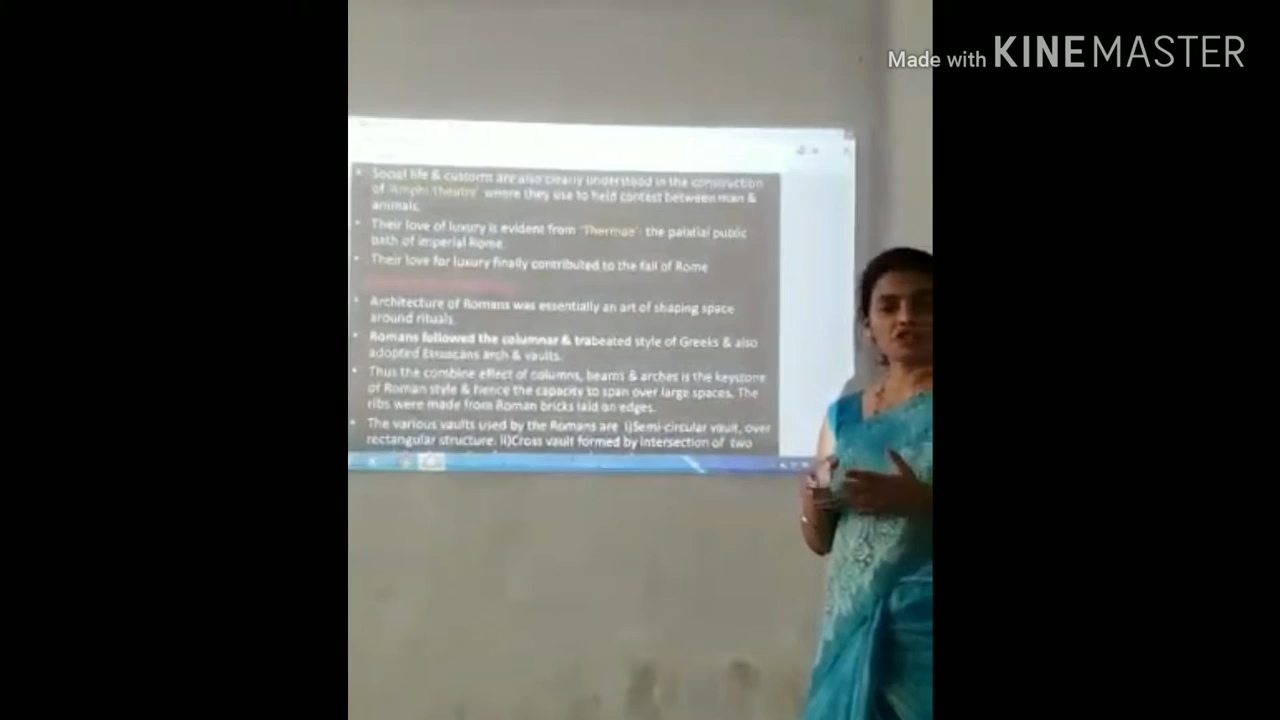 Made with KINEMASTER
• Social life & customs are also clearly understood in the construction
of 'Amphi Theatre' where they use to held contest between man &
animals.
• Their love of luxury is evident from 'Thermae': the palatial public
bath of imperial Rome.
• Their love for luxury finally contributed to the fall of Rome
• Architecture of Romans was essentially an art of shaping space
around rituals.
• Romans followed the columnar & trabeated style of Greeks & also
adopted Etuscans arch & vaults.
• Thus the combine effect of columns, beams & arches is the keystone
of Roman style & hence the capacity to span over large spaces. The
ribs were made from Roman bricks laid on edges.
• The various vaults used by the Romans are i)Semi-circular vault, over
rectangular structure. ii)Cross vault formed by intersection of two